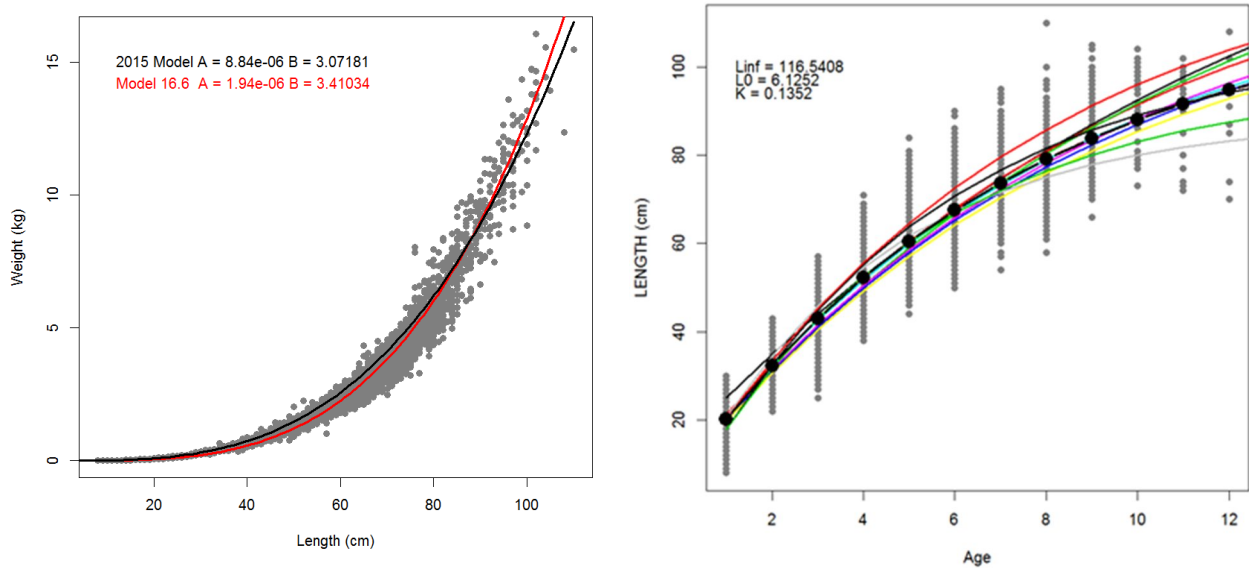 2015 Model A = 8.84e-06 B = 3.07181
Model 16.6 A = 1.94e-06 B = 3.41034
Weight (kg)
15
10
5
0
20 40 60 80 100
Length (cm)
Linf = 116.5408
L0 = 6.1252
K = 0.1352
LENGTH (cm)
100
80
60
40
20
2 4 6 8 10 12
Age